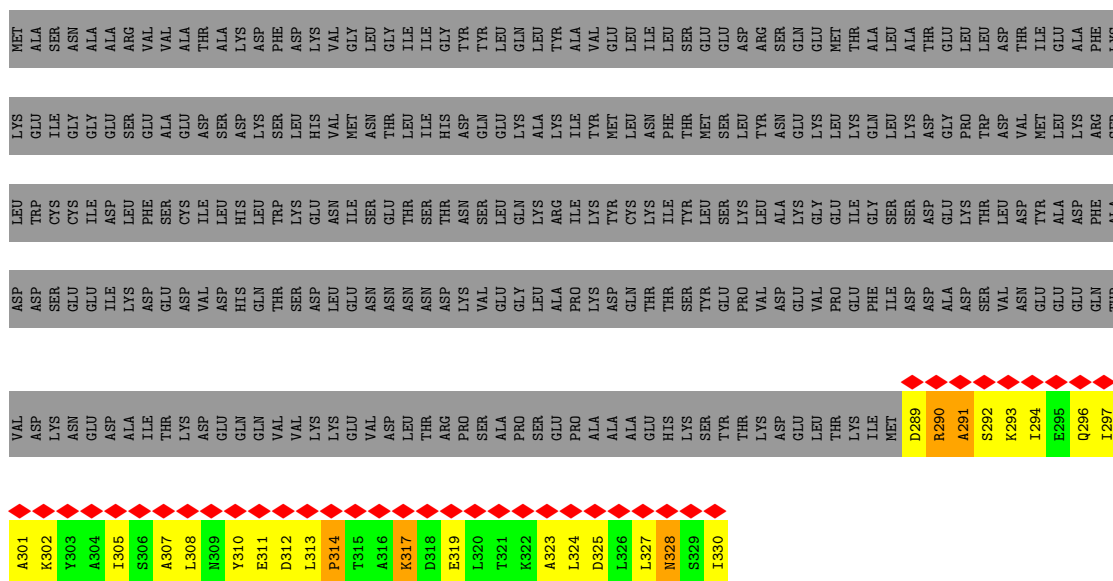 MET ALA SER ASN ALA ALA ARG VAL VAL ALA THR ALA LYS ASP PHE ASP LYS VAL GLY LEU GLY ILE ILE GLY TYR TYR LEU GLN LEU TYR ALA VAL GLU LEU ILE LEU SER GLU GLU ASP ARG SER GLN GLU MET THR ALA LEU ALA THR GLU LEU LEU ASP THR ILE GLU ALA PHE
LYS GLU ILE GLY GLY GLU SER GLU ALA GLU ASP SER ASP LYS SER LEU HIS VAL MET ASN THR LEU ILE HIS ASP GLN GLU LYS ALA LYS ILE TYR MET LEU ASN PHE THR MET SER LEU TYR ASN GLU LYS LEU LYS GLN LEU LYS ASP GLY PRO TRP ASP VAL MET LEU LYS ARG
LEU TRP CYS CYS ILE ASP LEU PHE SER CYS ILE LEU HIS LEU TRP LYS GLU ASN ILE SER GLU THR SER THR ASN SER LEU GLN LYS ARG ILE LYS TYR CYS LYS ILE TYR LEU SER LYS LEU ALA LYS GLY GLU ILE GLY SER SER ASP GLU LYS THR LEU ASP TYR ALA ASP PHE
ASP ASP SER GLU GLU ILE LYS ASP GLU ASP VAL ASP HIS GLN THR SER ASP LEU GLU ASN ASN ASN ASN ASP LYS VAL GLU GLY LEU ALA PRO LYS ASP GLN THR THR SER TYR GLU PRO VAL ASP GLU VAL PRO GLU PHE ILE ASP ASP ALA ASP SER VAL ASN GLU GLU GLU GLN
VAL ASP LYS ASN GLU ASP ALA ILE THR LYS ASP GLU GLN GLN VAL VAL LYS LYS GLU VAL ASP LEU THR ARG PRO SER ALA PRO SER GLU PRO ALA ALA ALA GLU HIS LYS SER TYR THR LYS ASP GLU LEU THR LYS ILE MET D289 R290 A291 S292 K293 I294 E295 Q296 I297
A301 K302 Y303 A304 I305 S306 A307 L308 N309 Y310 E311 D312 L313 P314 T315 A316 K317 D318 E319 L320 T321 K322 A323 L324 D325 L326 L327 N328 S329 I330